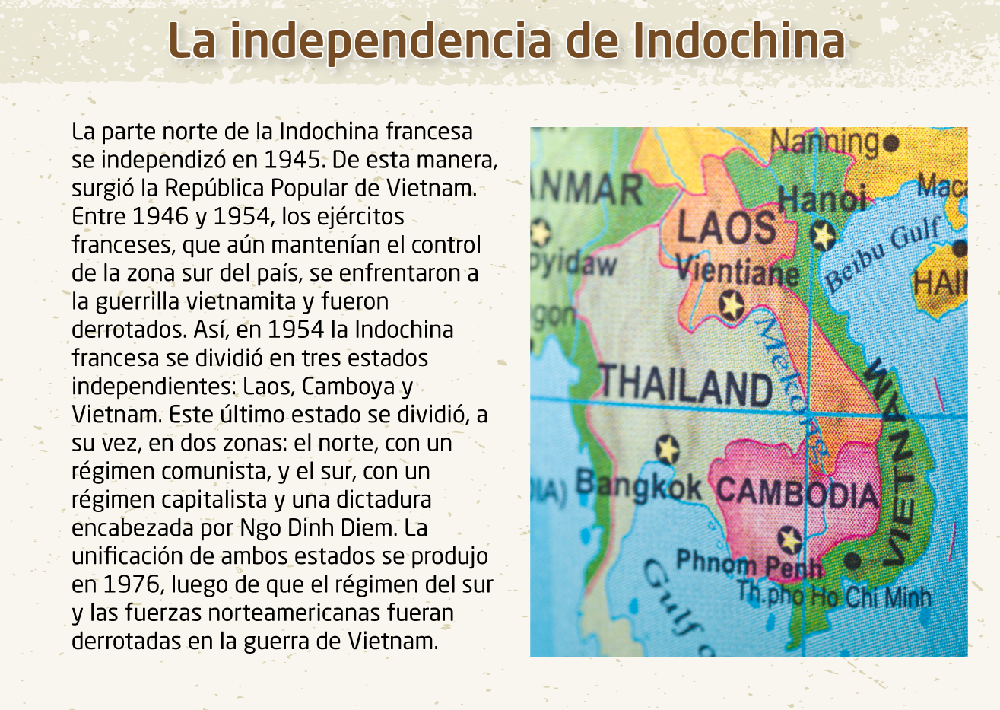 La independencia de Indochina
La parte norte de la Indochina francesa
se independizó en 1945. De esta manera,
surgió la República Popular de Vietnam.
Entre 1946 y 1954, los ejércitos
franceses, que aún mantenían el control
de la zona sur del país, se enfrentaron a
la guerrilla vietnamita y fueron
derrotados. Así, en 1954 la Indochina
francesa se dividió en tres estados
independientes: Laos, Camboya y
Vietnam. Este último estado se dividió, a
su vez, en dos zonas: el norte, con un
régimen comunista, y el sur, con un
régimen capitalista y una dictadura
encabezada por Ngo Dinh Diem. La
unificación de ambos estados se produjo
en 1976, luego de que el régimen del sur
y las fuerzas norteamericanas fueran
derrotadas en la guerra de Vietnam.
Nanning
ANMAR
Hanoi
Maca
LAOS
Beibu Gulf
pyidaw
Vientiane
HAI
gon
Mekong
THAILAND
VIETNAM
IA)
Bangkok
CAMBODIA
Phnom Penh
Th.pho Ho Chi Minh
Gulf o